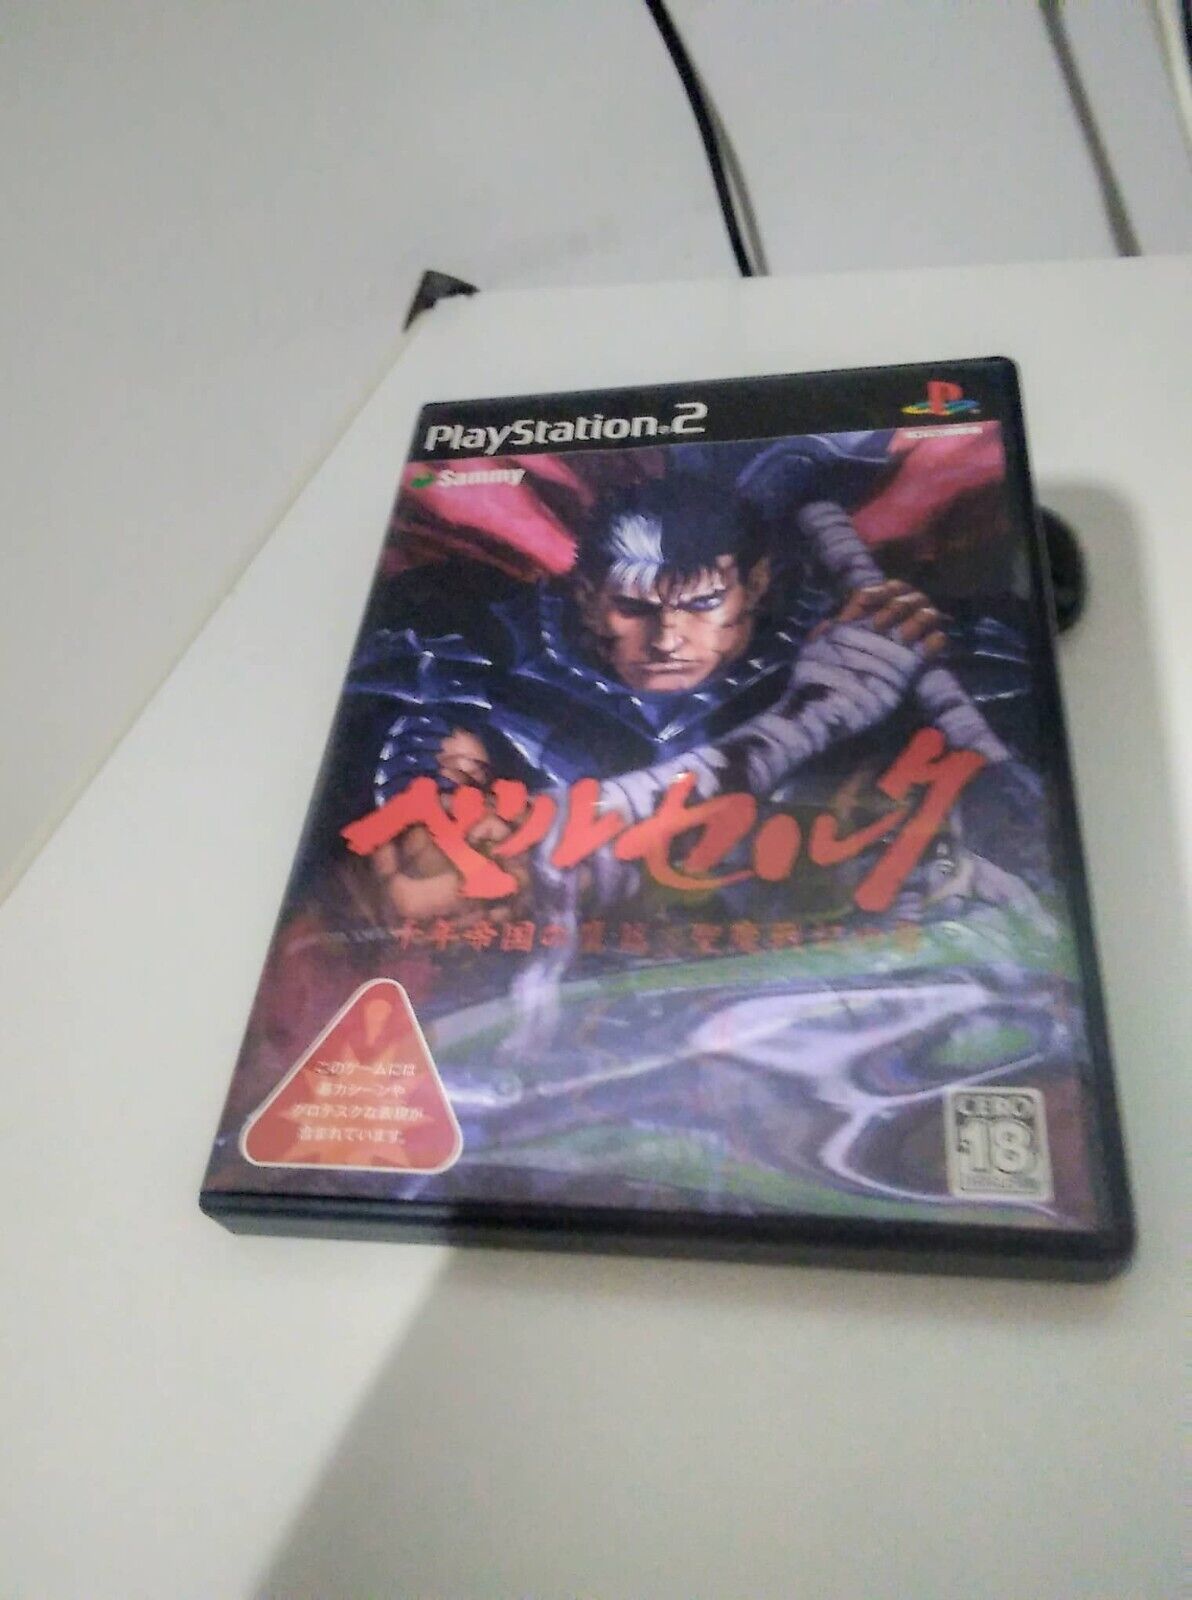 PlayStation.2
Sammy
ベルセルク
千年帝国の鷹篇 聖魔戦記の章
このゲームには
暴力シーンや
グロテスクな表現が
含まれています。
CERO
18